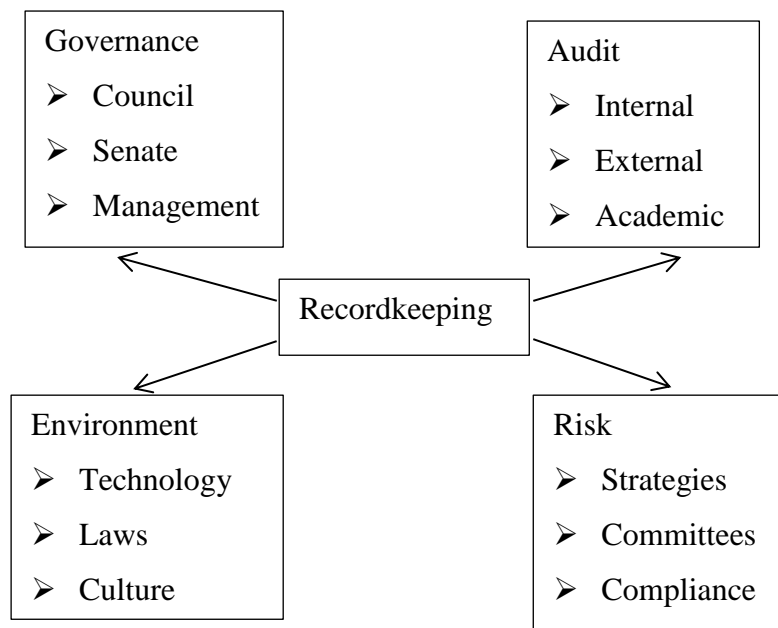 Governance
➢ Council
➢ Senate
➢ Management
Audit
➢ Internal
➢ External
➢ Academic
Recordkeeping
Environment
➢ Technology
➢ Laws
➢ Culture
Risk
➢ Strategies
➢ Committees
➢ Compliance